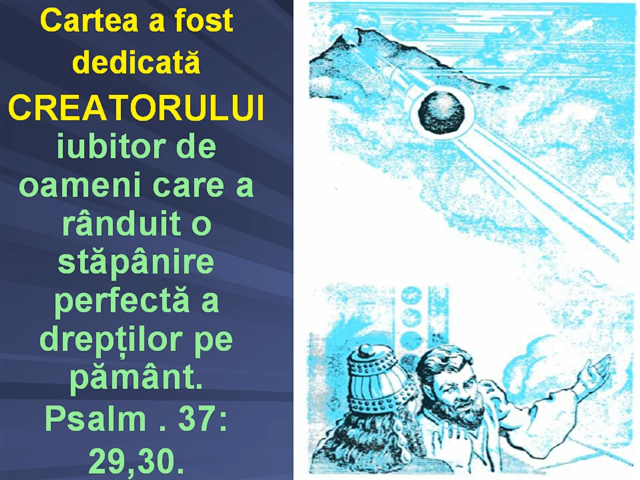 Cartea a fost
dedicată
CREATORULUI
iubitor de
oameni care a
rânduit o
stăpânire
perfectă a
drepților pe
pământ.
Psalm . 37:
29,30.